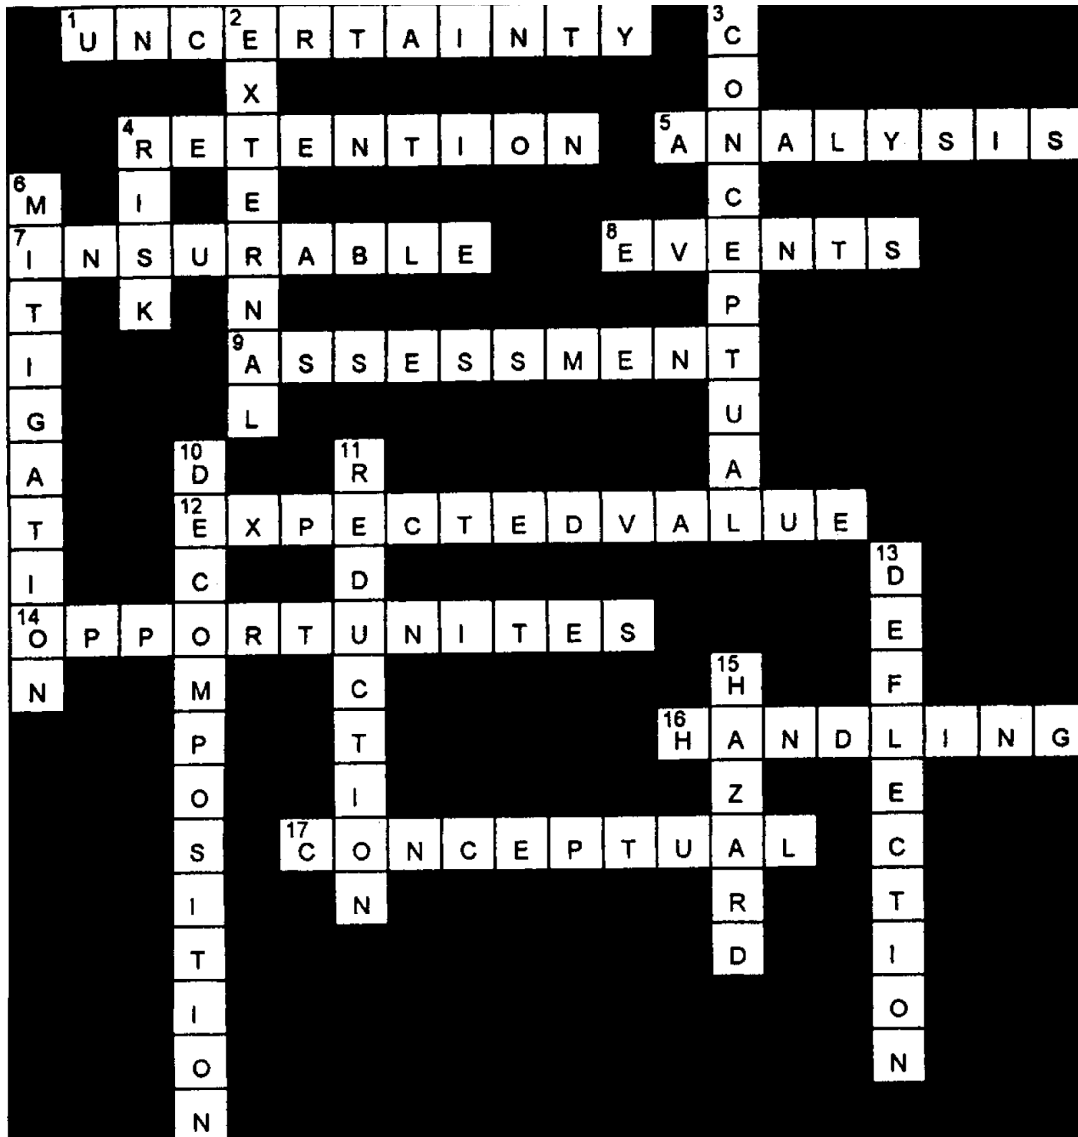 1 UNCERTAINTY
2 EXTERNAL
3 CONCEPTUAL
4 RETENTION
RISK
5 ANALYSIS
6 MITIGATION
7 INSURABLE
8 EVENTS
9 ASSESSMENT
10 DECOMPOSITION
11 REDUCTION
12 EXPECTEDVALUE
13 DEFLECTION
14 OPPORTUNITES
15 HAZARD
16 HANDLING
17 CONCEPTUAL